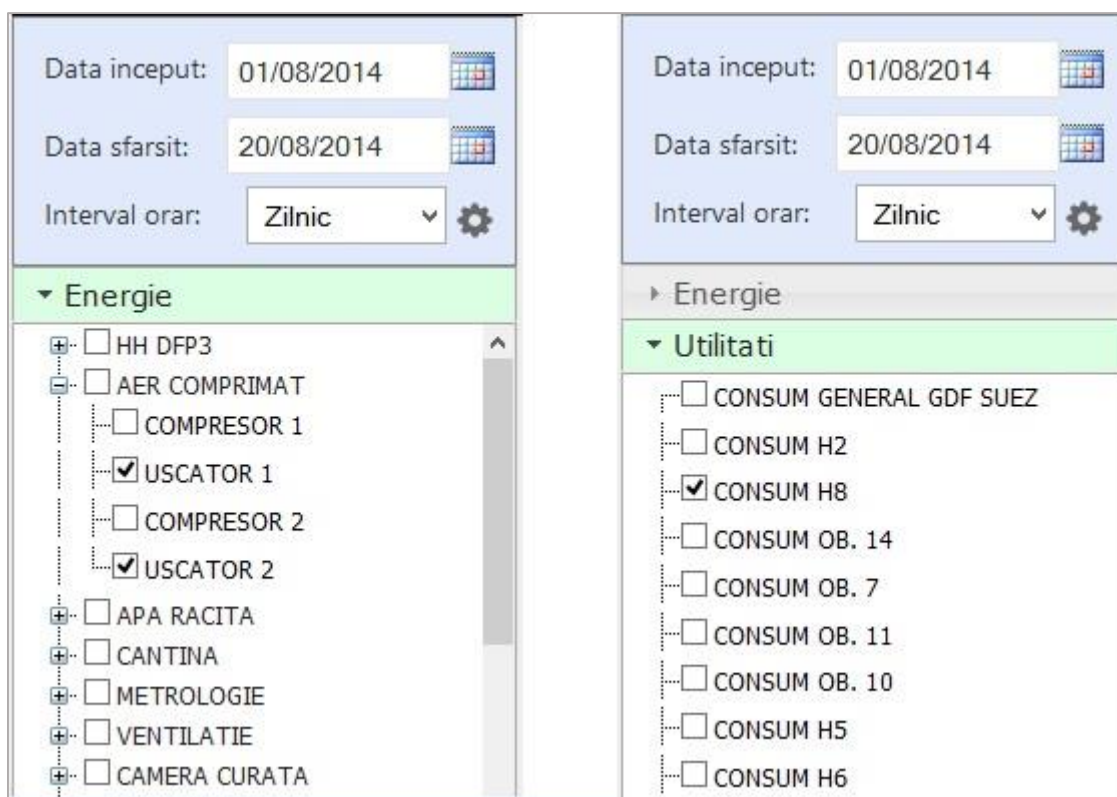 Data inceput: 01/08/2014
Data sfarsit: 20/08/2014
Interval orar: Zilnic
Energie
HH DFP3
AER COMPRIMAT
COMPRESOR 1
USCATOR 1
COMPRESOR 2
USCATOR 2
APA RACITA
CANTINA
METROLOGIE
VENTILATIE
CAMERA CURATA
Data inceput: 01/08/2014
Data sfarsit: 20/08/2014
Interval orar: Zilnic
Energie
Utilitati
CONSUM GENERAL GDF SUEZ
CONSUM H2
CONSUM H8
CONSUM OB. 14
CONSUM OB. 7
CONSUM OB. 11
CONSUM OB. 10
CONSUM H5
CONSUM H6